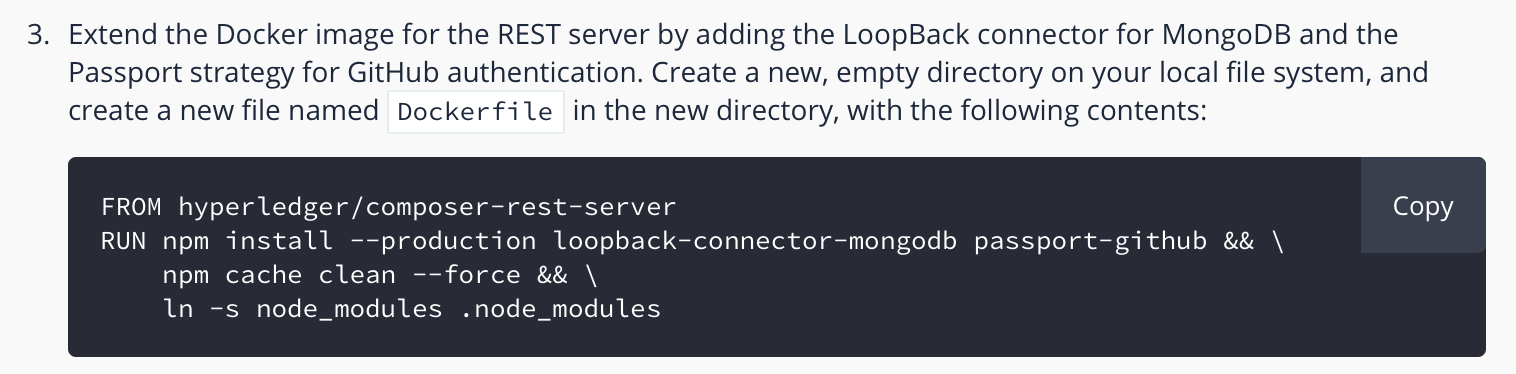 3. Extend the Docker image for the REST server by adding the LoopBack connector for MongoDB and the
Passport strategy for GitHub authentication. Create a new, empty directory on your local file system, and
create a new file named Dockerfile in the new directory, with the following contents:
Copy
FROM hyperledger/composer-rest-server
RUN npm install --production loopback-connector-mongodb passport-github && \
    npm cache clean --force && \
    ln -s node_modules .node_modules